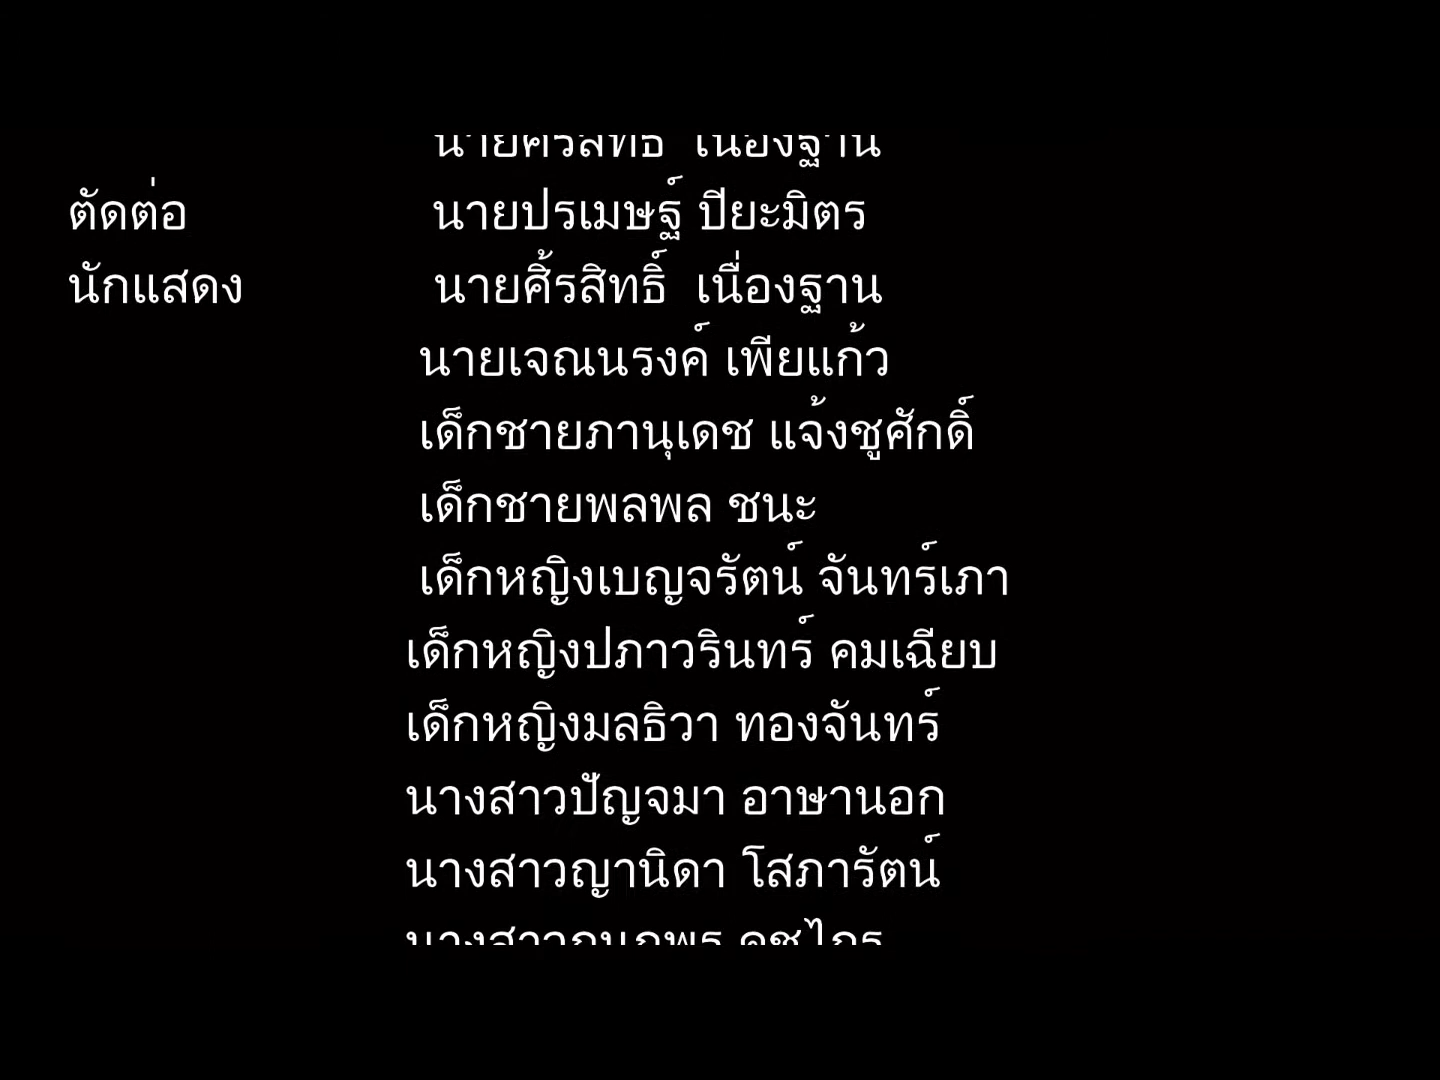 ตัดต่อ นายปรเมษฐ์ ปิยะมิตร
นักแสดง นายศิ้รสิทธิ์ เนื่องฐาน
นายเจณนรงค์ เพียแก้ว
เด็กชายภานุเดช แจ้งชูศักดิ์
เด็กชายพลพล ชนะ
เด็กหญิงเบญจรัตน์ จันทร์เภา
เด็กหญิงปภาวรินทร์ คมเฉียบ
เด็กหญิงมลธิวา ทองจันทร์
นางสาวปัญจมา อาษานอก
นางสาวญานิดา โสภารัตน์